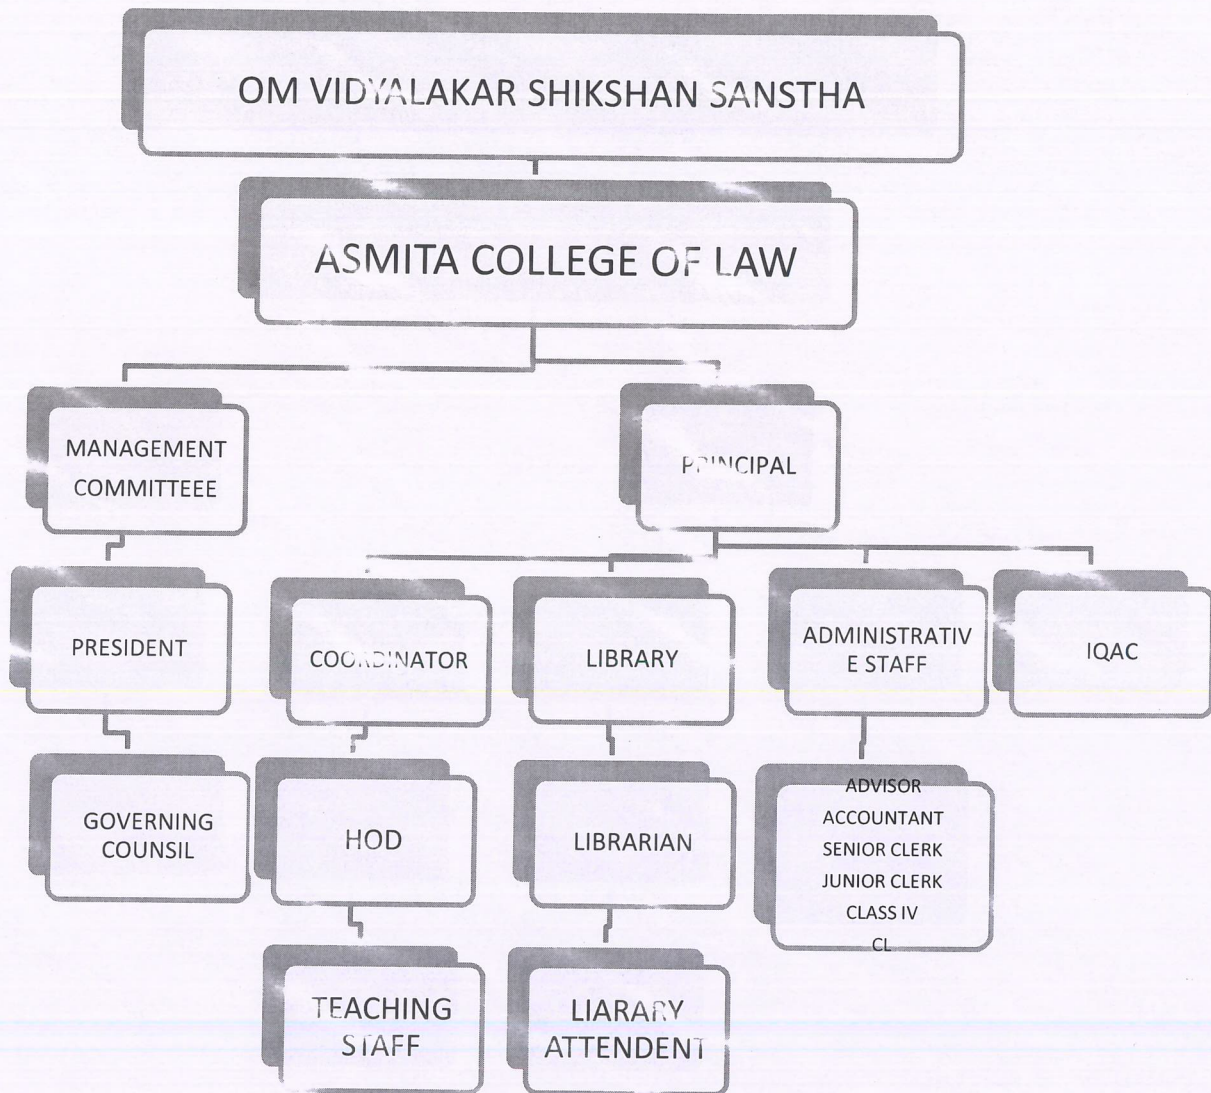 OM VIDYALAKAR SHIKSHAN SANSTHA
ASMITA COLLEGE OF LAW
MANAGEMENT
COMMITTEEE
PRINCIPAL
PRESIDENT
COORDINATOR
LIBRARY
ADMINISTRATIV
E STAFF
IQAC
GOVERNING
COUNSIL
HOD
LIBRARIAN
ADVISOR
ACCOUNTANT
SENIOR CLERK
JUNIOR CLERK
CLASS IV
CL
TEACHING
STAFF
LIARARY
ATTENDENT